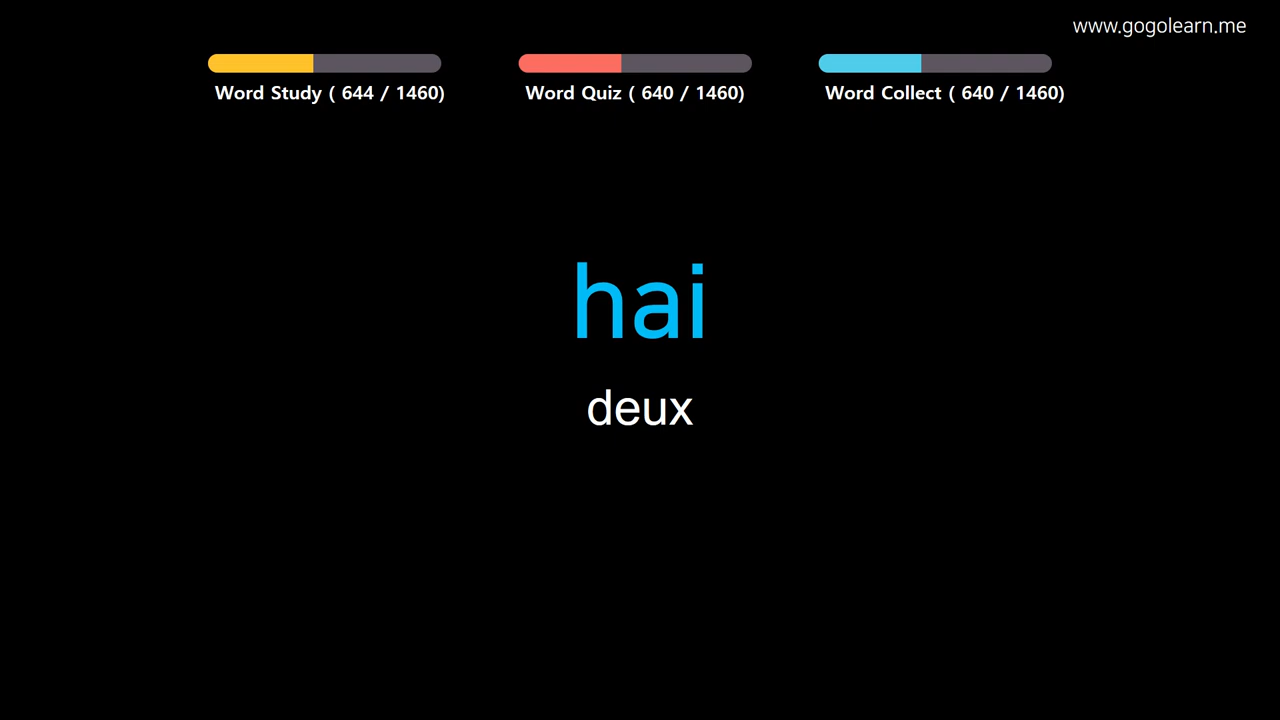 www.gogolearn.me
Word Study ( 644 / 1460)
Word Quiz ( 640 / 1460)
Word Collect ( 640 / 1460)
hai
deux